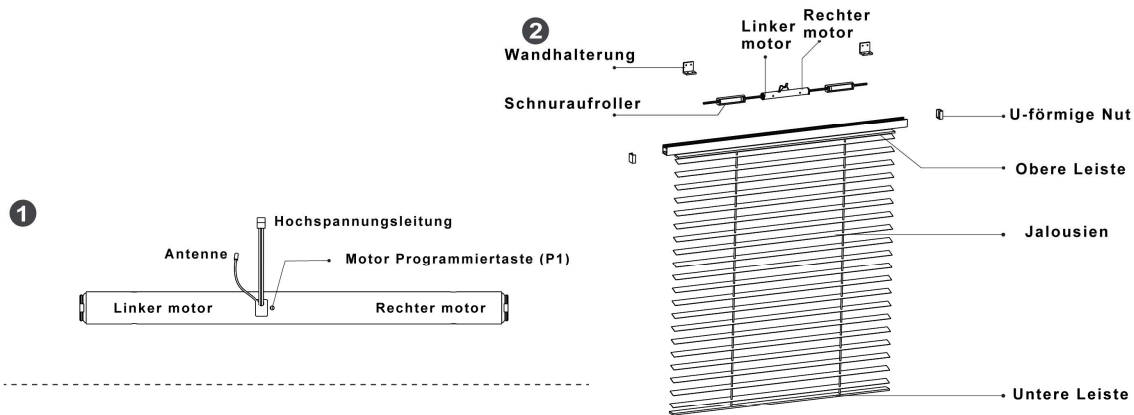 1
Hochspannungsleitung
Antenne
Motor Programmiertaste (P1)
Linker motor
Rechter motor
2
Wandhalterung
Linker
motor
Rechter
motor
Schnuraufroller
U-förmige Nut
Obere Leiste
Jalousien
Untere Leiste